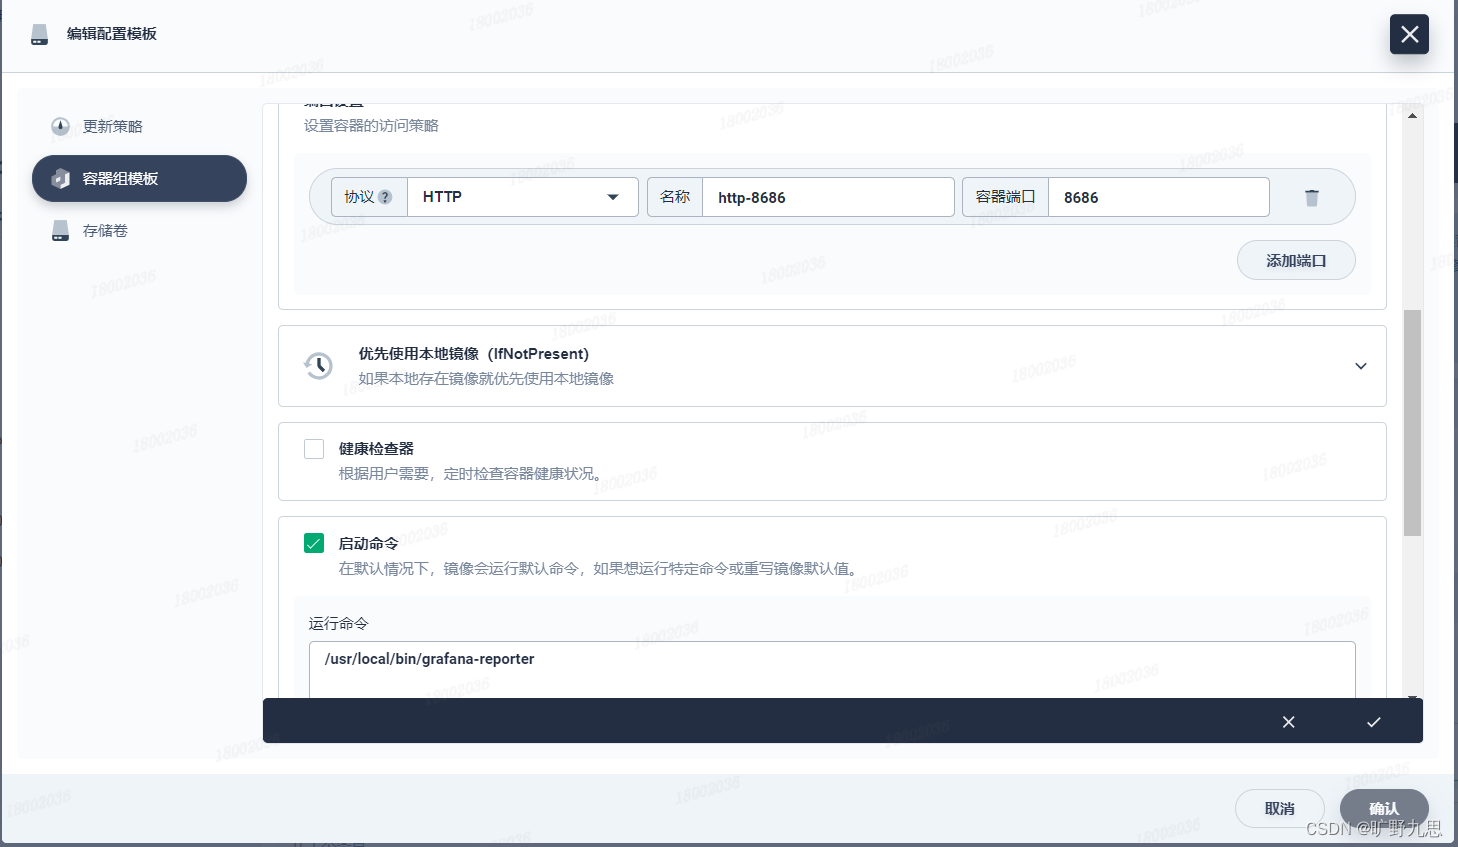 编辑配置模板
更新策略
容器组模板
存储卷
端口设置
设置容器的访问策略
协议 ? HTTP 名称 http-8686 容器端口 8686
添加端口
优先使用本地镜像（IfNotPresent）
如果本地存在镜像就优先使用本地镜像
健康检查器
根据用户需要，定时检查容器健康状况。
启动命令
在默认情况下，镜像会运行默认命令，如果想运行特定命令或重写镜像默认值。
运行命令
/usr/local/bin/grafana-reporter
取消 确认
CSDN @旷野九思
18002036